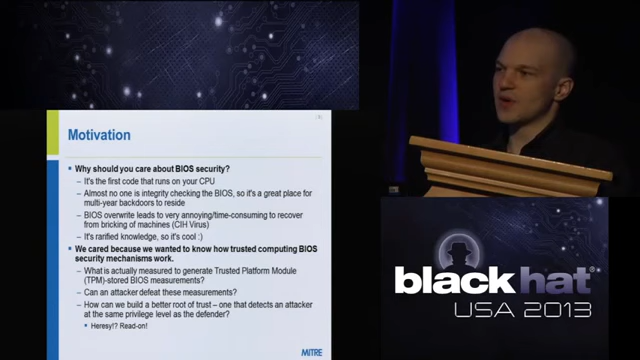 Motivation
Why should you care about BIOS security?
– It's the first code that runs on your CPU
– Almost no one is integrity checking the BIOS, so it's a great place for
multi-year backdoors to reside
– BIOS overwrite leads to very annoying/time-consuming to recover
from bricking of machines (CIH Virus)
– It's rarified knowledge, so it's cool :)
We cared because we wanted to know how trusted computing BIOS
security mechanisms work.
– What is actually measured to generate Trusted Platform Module
(TPM)-stored BIOS measurements?
– Can an attacker defeat these measurements?
– How can we build a better root of trust – one that detects an attacker
at the same privilege level as the defender?
Heresy!? Read-on!
MITRE
black hat®
USA 2013